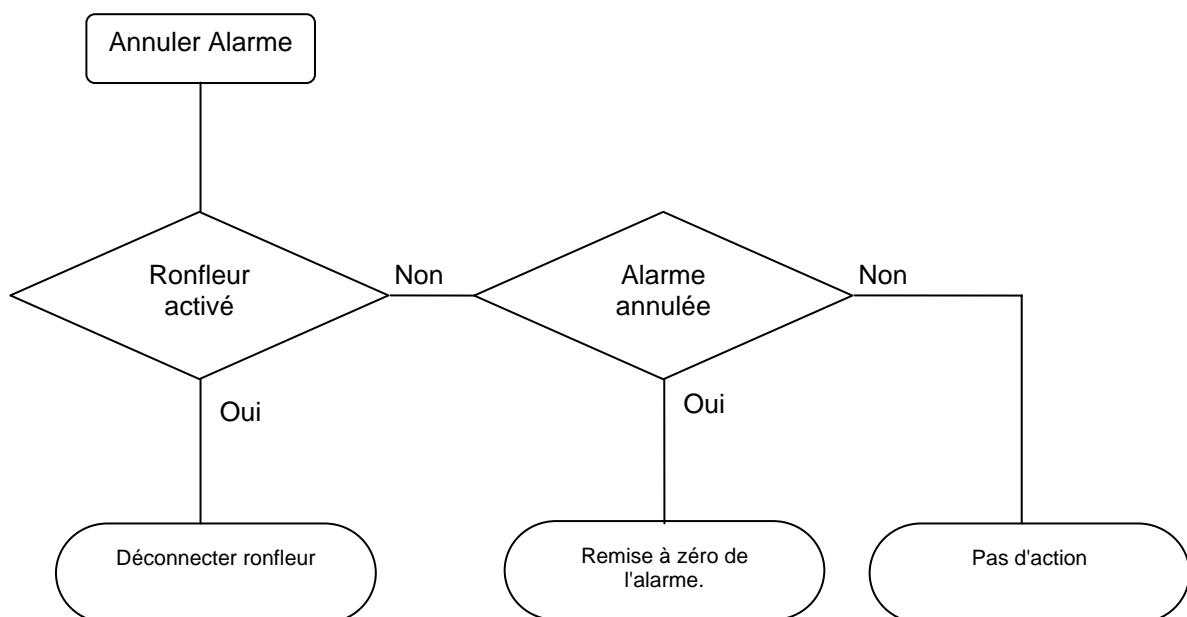 Annuler Alarme
Ronfleur
activé
Non
Alarme
annulée
Non
Oui
Oui
Déconnecter ronfleur
Remise à zéro de
l'alarme.
Pas d'action